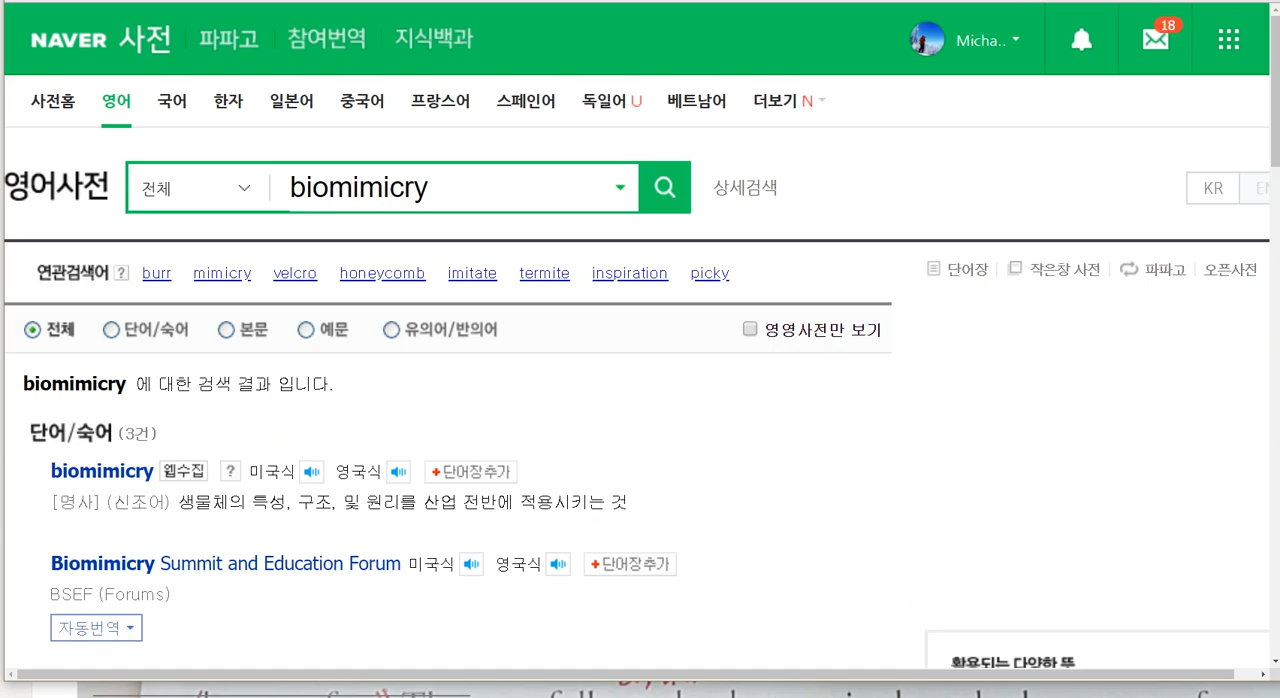 NAVER 사전 파파고 참여번역 지식백과 Micha.. 18
사전홈 영어 국어 한자 일본어 중국어 프랑스어 스페인어 독일어 U 베트남어 더보기 N
영어사전 전체 biomimicry 상세검색 KR EN
연관검색어 ? burr mimicry velcro honeycomb imitate termite inspiration picky 단어장 작은창 사전 파파고 오픈사전
전체 단어/숙어 본문 예문 유의어/반의어 영영사전만 보기
biomimicry 에 대한 검색 결과 입니다.
단어/숙어 (3건)
biomimicry 웹수집 ? 미국식 영국식 +단어장추가
[명사] (신조어) 생물체의 특성, 구조, 및 원리를 산업 전반에 적용시키는 것
Biomimicry Summit and Education Forum 미국식 영국식 +단어장추가
BSEF (Forums)
자동번역
활용되는 다양한 뜻